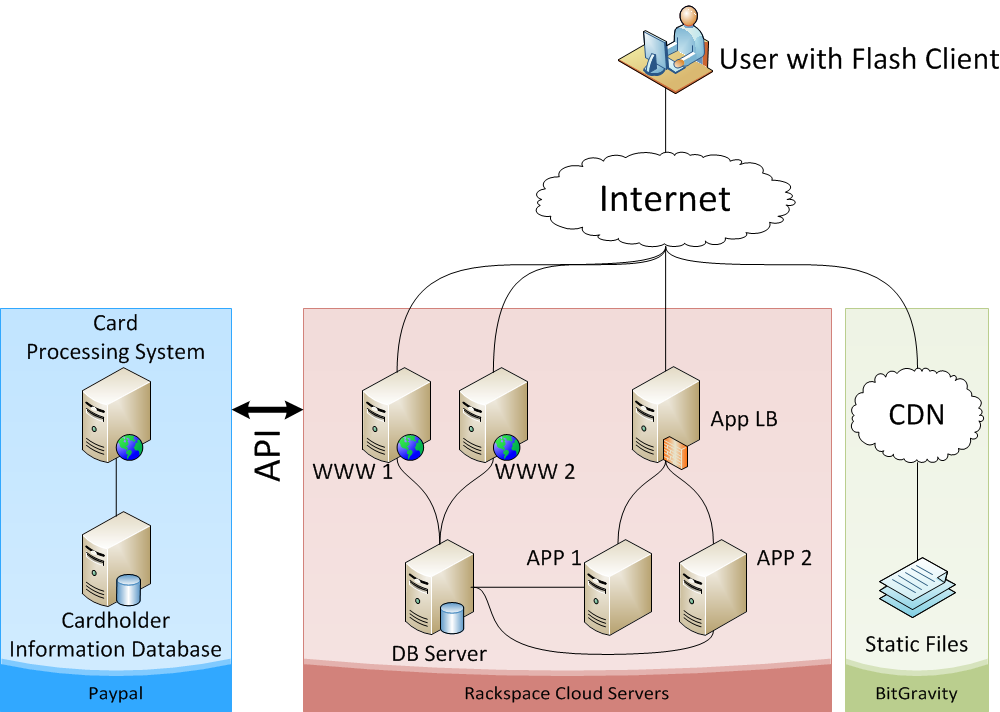 User with Flash Client
Internet
Card
Processing System
API
WWW 1
WWW 2
App LB
CDN
APP 1
APP 2
Cardholder
Information Database
DB Server
Static Files
Paypal
Rackspace Cloud Servers
BitGravity